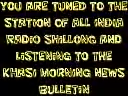 YOU ARE TUNED TO THE
STATION OF ALL INDIA
RADIO SHILLONG AND
LISTENING TO THE
KHASI MORNING NEWS
BULLETIN